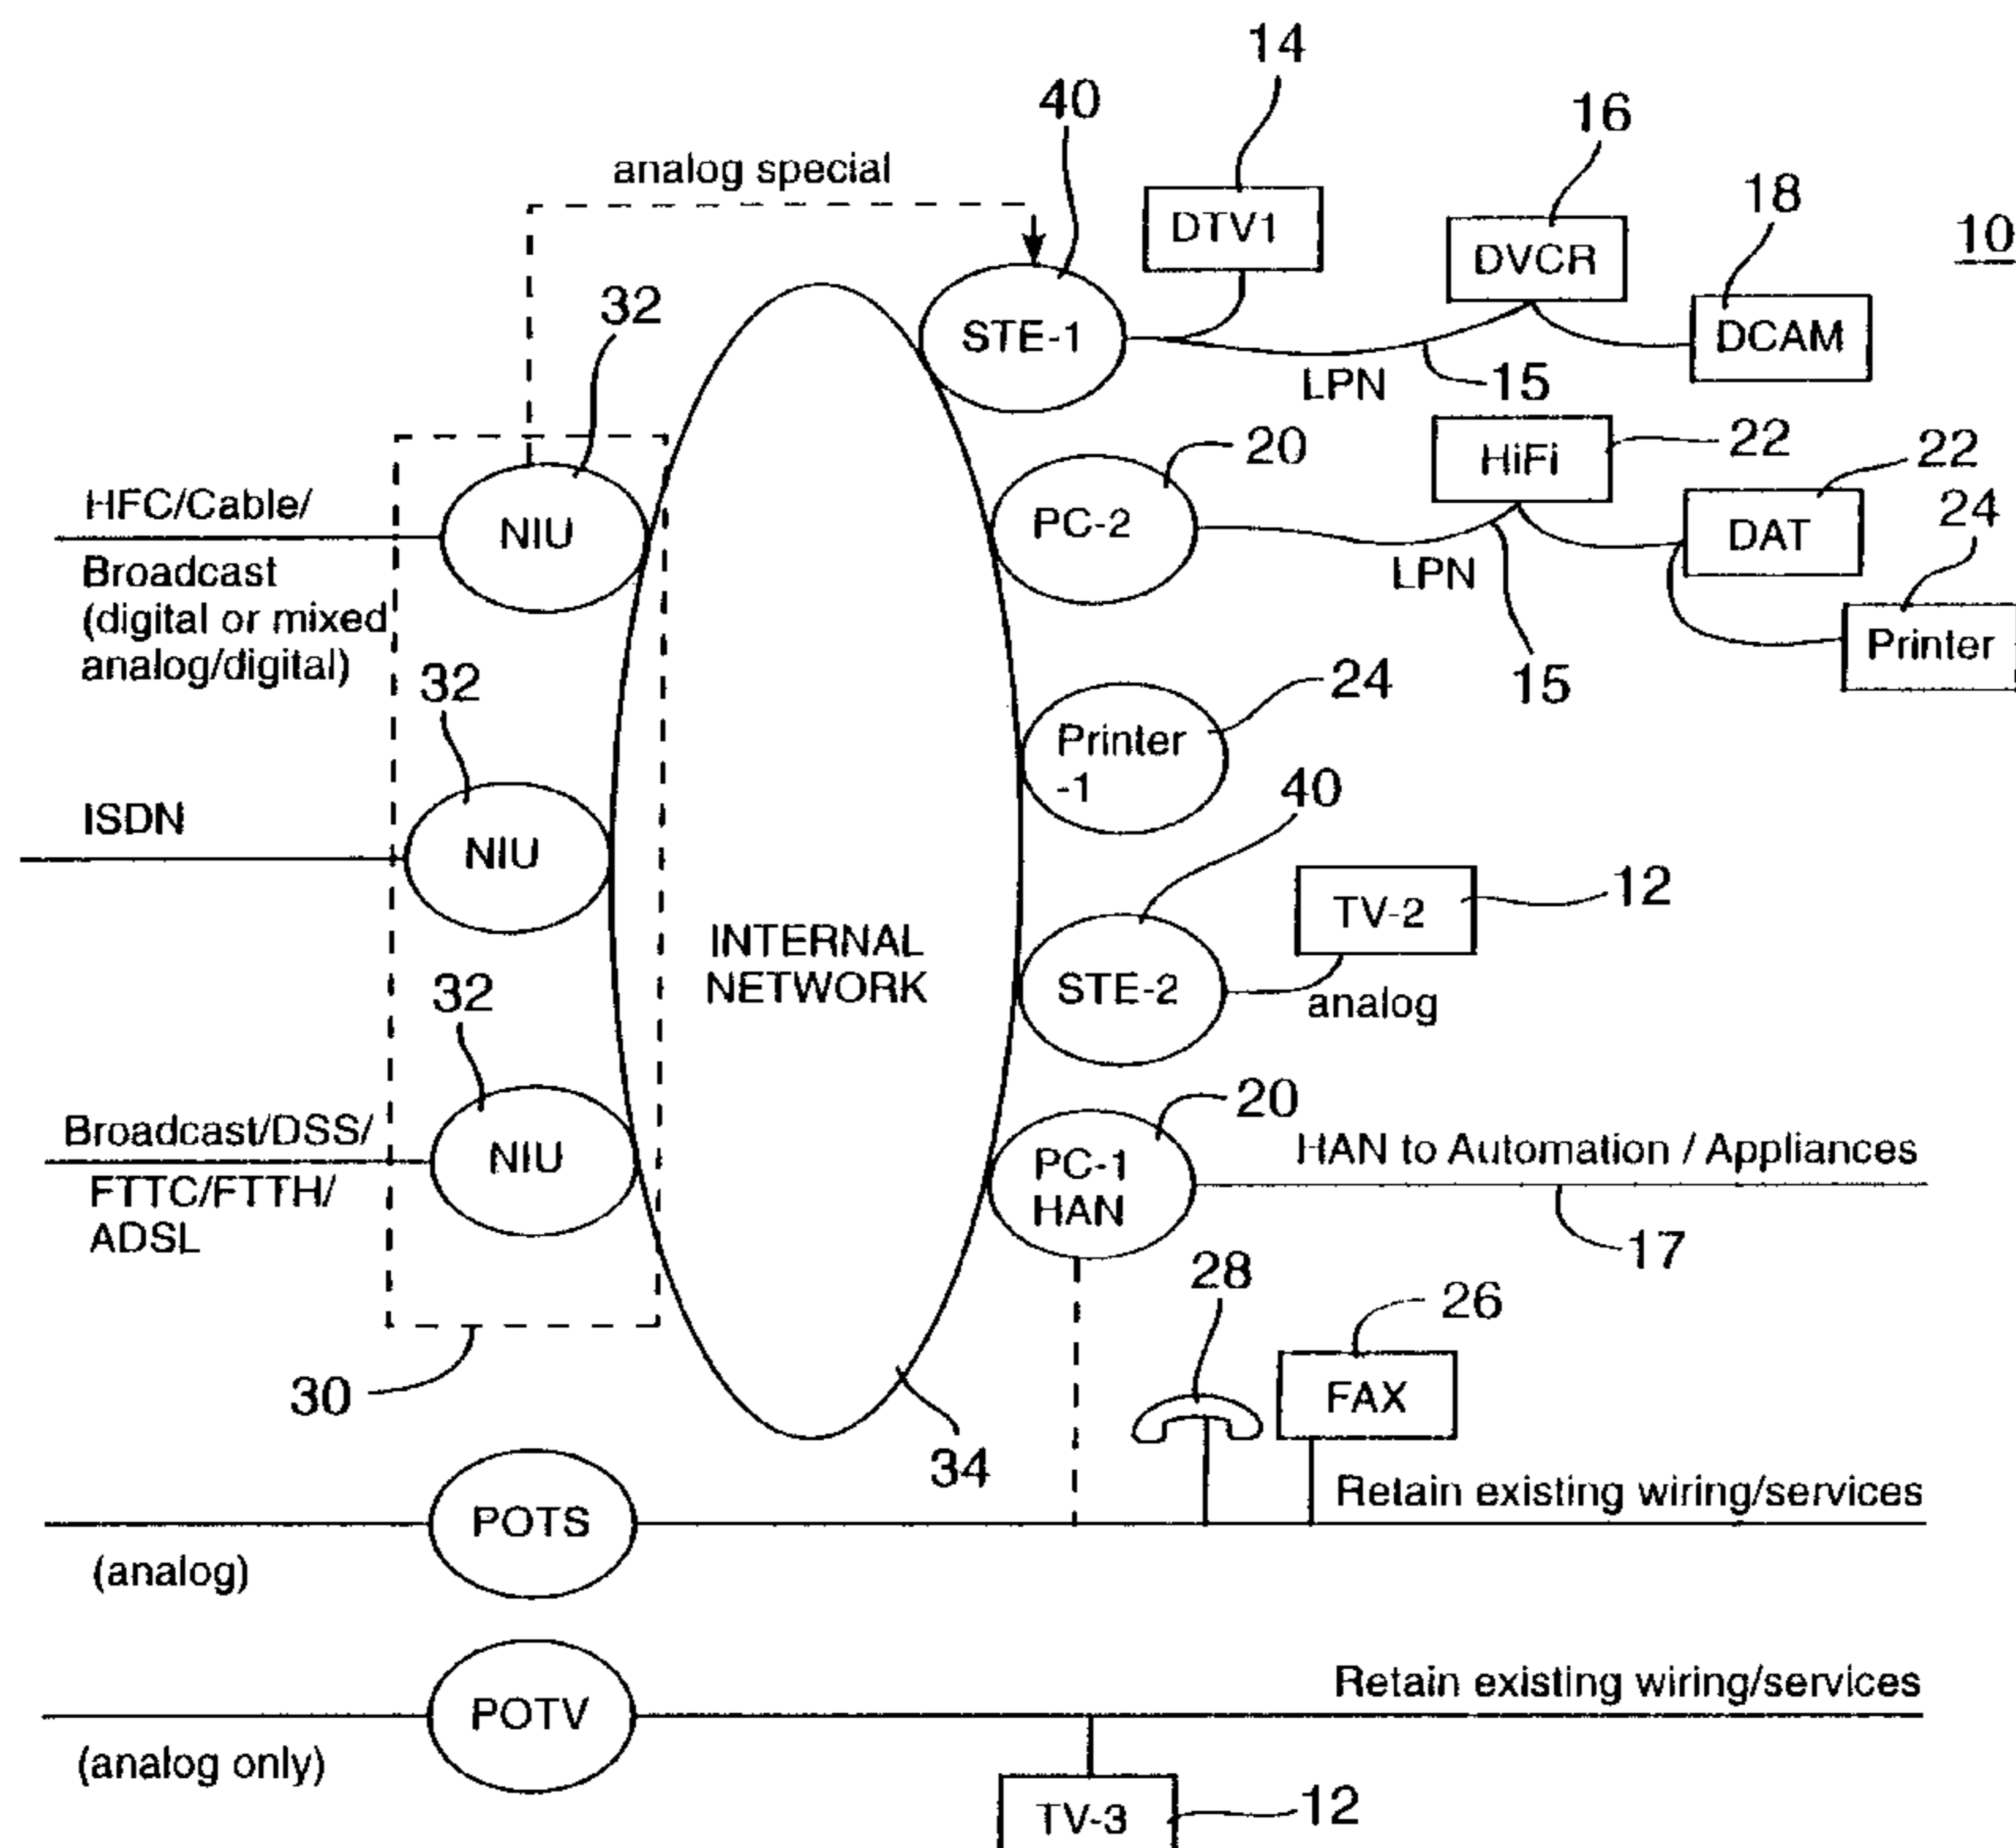 14
40
16
analog special
18
DTV1
10
DVCR
32
STE-1
DCAM
LPN
15
20
HiFi
22
22
HFC/Cable/
NIU
PC-2
24
DAT
LPN
Broadcast
(digital or mixed
analog/digital)
Printer
32
15
24
Printer
-1
40
ISDN
NIU
12
TV-2
INTERNAL
NETWORK
32
STE-2
analog
20
Broadcast/DSS/
NIU
PC-1
HAN
HAN to Automation / Appliances
FTTC/FTTH/
ADSL
17
28
26
30
FAX
34
Retain existing wiring/services
POTS
(analog)
Retain existing wiring/services
POTV
(analog only)
TV-3
12